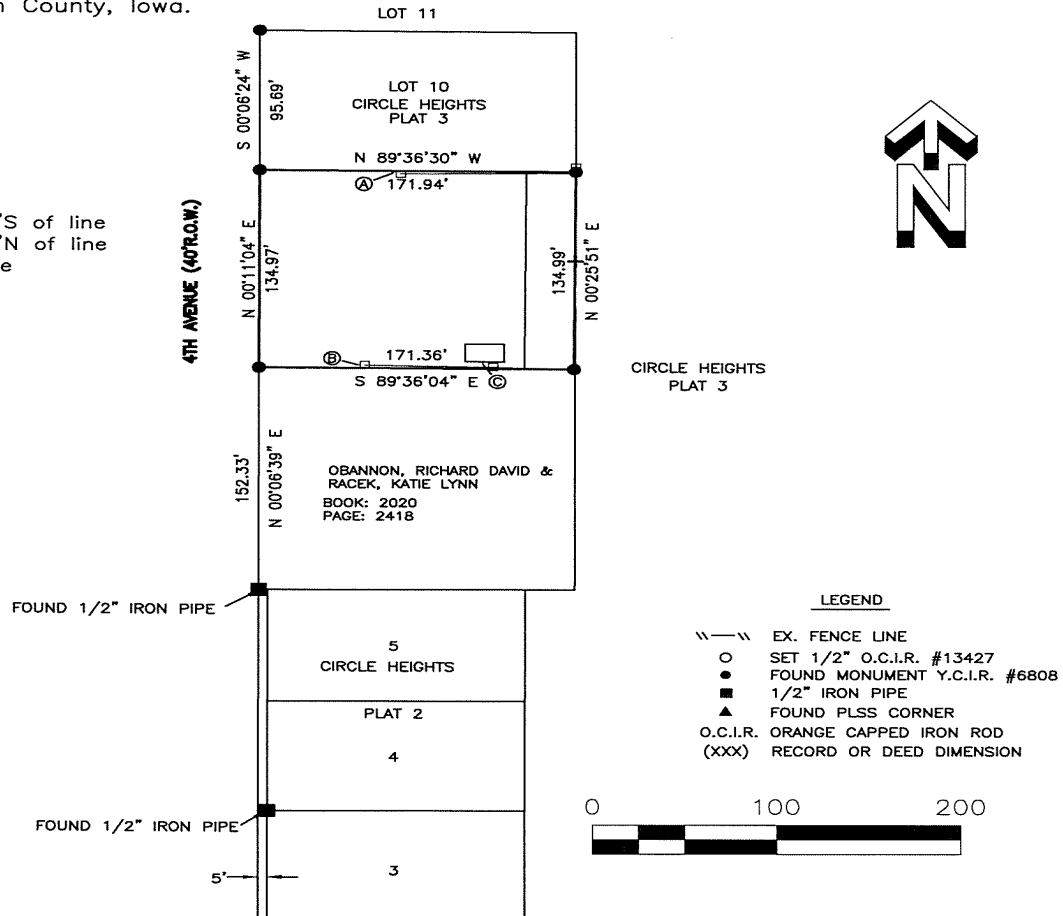 n County, Iowa.
LOT 11
S 00°06'24" W
95.69'
LOT 10
CIRCLE HEIGHTS
PLAT 3
N 89°36'30" W
A
171.94'
N
'S of line
'N of line
e
4TH AVENUE (40'R.O.W.)
N 00°11'04" E
134.97'
134.99'
N 00°25'51" E
B
171.36'
S 89°36'04" E
C
CIRCLE HEIGHTS
PLAT 3
152.33'
N 00°06'39" E
OBANNON, RICHARD DAVID &
RACEK, KATIE LYNN
BOOK: 2020
PAGE: 2418
FOUND 1/2" IRON PIPE
5
CIRCLE HEIGHTS
PLAT 2
4
FOUND 1/2" IRON PIPE
3
5'
LEGEND
EX. FENCE LINE
SET 1/2" O.C.I.R. #13427
FOUND MONUMENT Y.C.I.R. #6808
1/2" IRON PIPE
FOUND PLSS CORNER
O.C.I.R. ORANGE CAPPED IRON ROD
(XXX) RECORD OR DEED DIMENSION
0 100 200